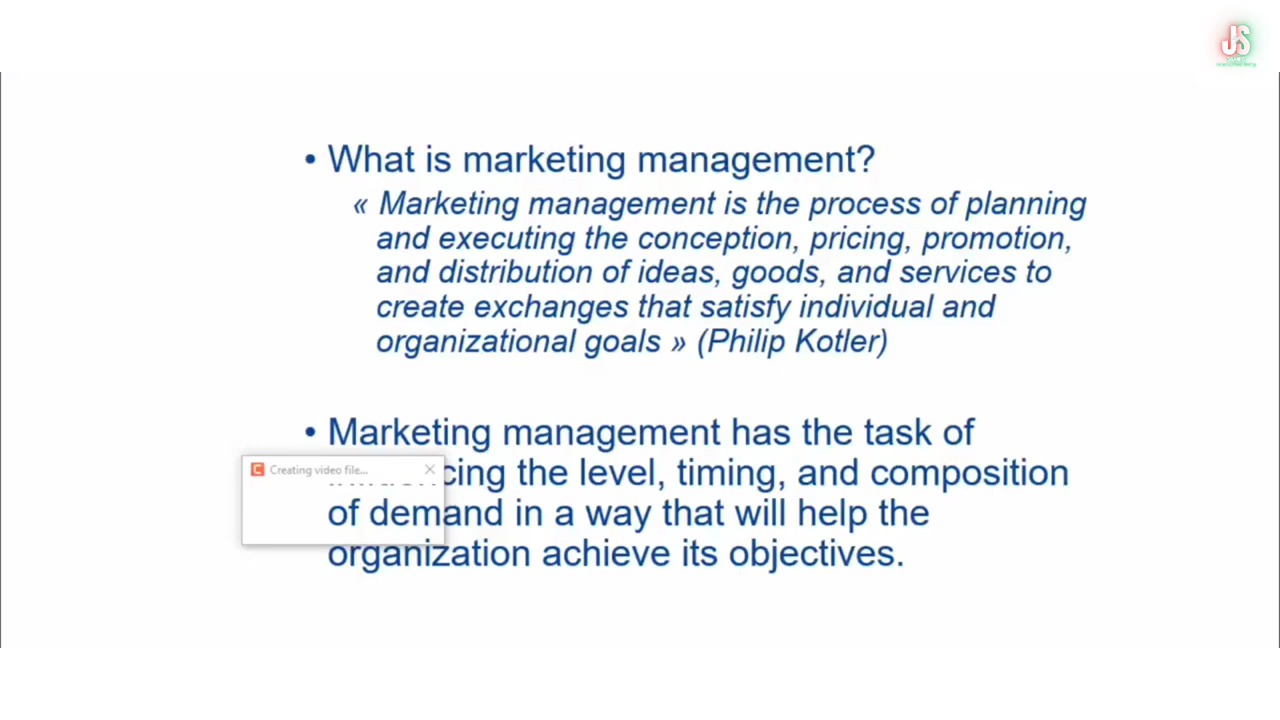 JS
• What is marketing management?
« Marketing management is the process of planning
and executing the conception, pricing, promotion,
and distribution of ideas, goods, and services to
create exchanges that satisfy individual and
organizational goals » (Philip Kotler)
• Marketing management has the task of
Creating video file...
cing the level, timing, and composition
of demand in a way that will help the
organization achieve its objectives.